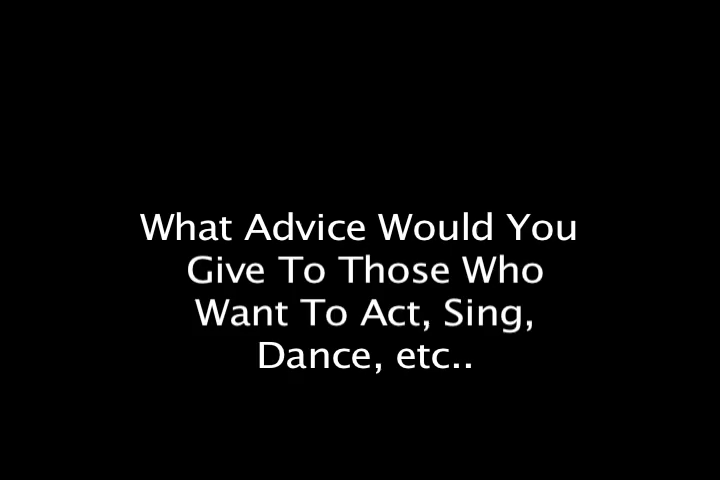 What Advice Would You
Give To Those Who
Want To Act, Sing,
Dance, etc..